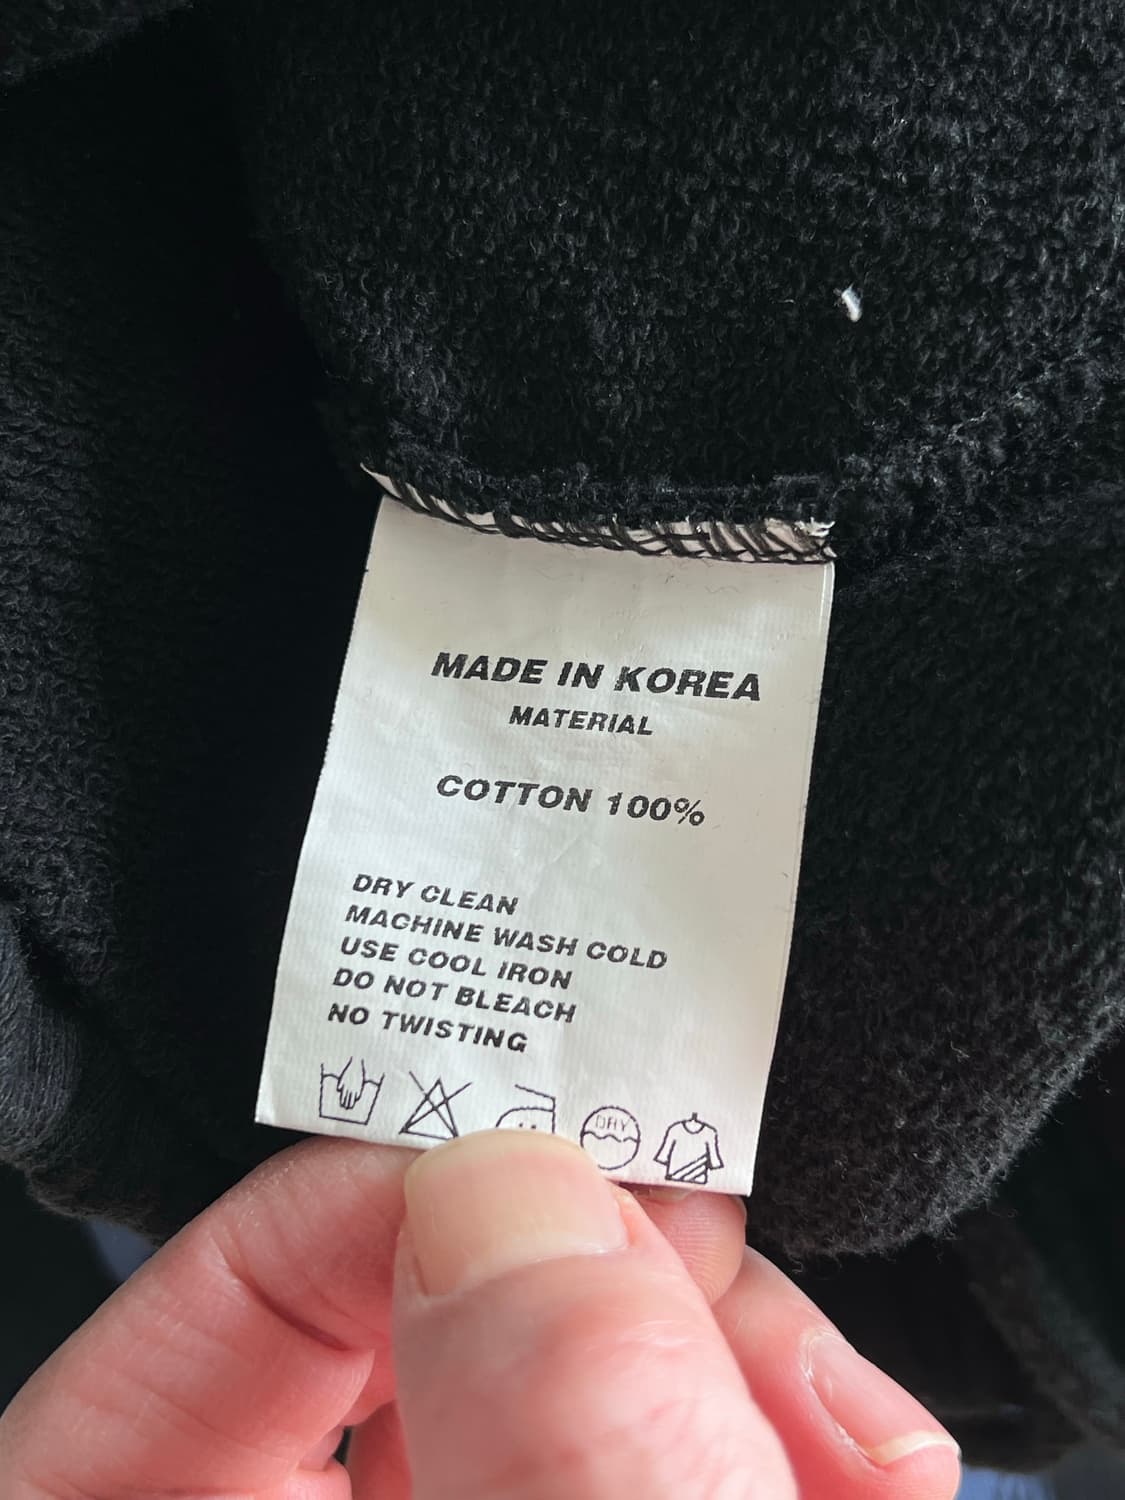 MADE IN KOREA
MATERIAL
COTTON 100%
DRY CLEAN
MACHINE WASH COLD
USE COOL IRON
DO NOT BLEACH
NO TWISTING
DRY